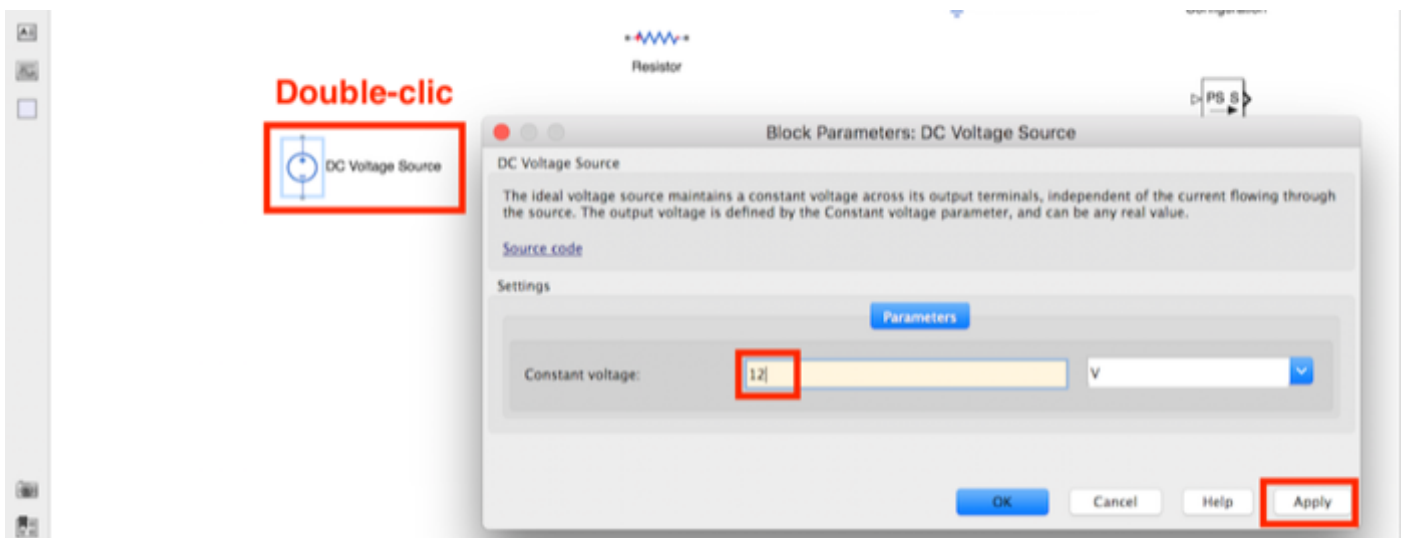 Resistor
Double-clic
PS S
DC Voltage Source
Block Parameters: DC Voltage Source
DC Voltage Source
The ideal voltage source maintains a constant voltage across its output terminals, independent of the current flowing through
the source. The output voltage is defined by the Constant voltage parameter, and can be any real value.
Source code
Settings
Parameters
Constant voltage:
12
V
OK
Cancel
Help
Apply